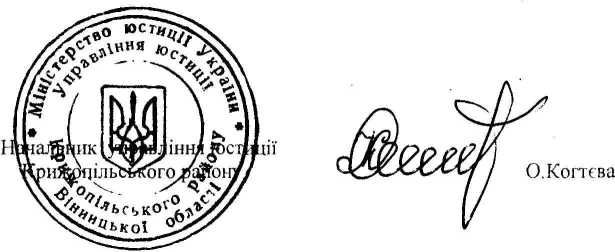 Міністерство юстиції України
Управління юстиції
Крижопільського району
Вінницької області
Начальник управління юстиції
Крижопільського району
О.Когтєва